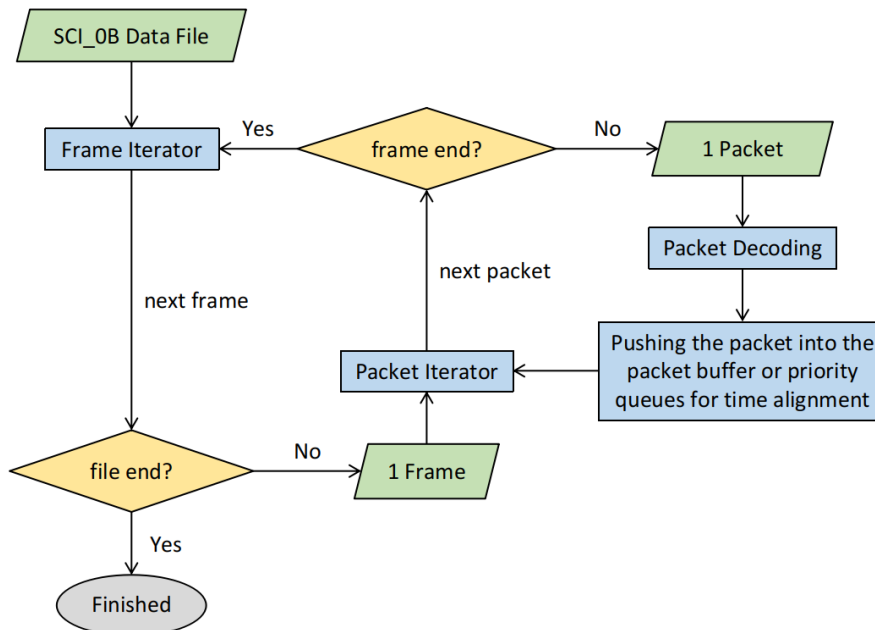 SCI_0B Data File
Yes
No
Frame Iterator
frame end?
1 Packet
Packet Decoding
next packet
next frame
Pushing the packet into the
packet buffer or priority
queues for time alignment
Packet Iterator
No
file end?
1 Frame
Yes
Finished